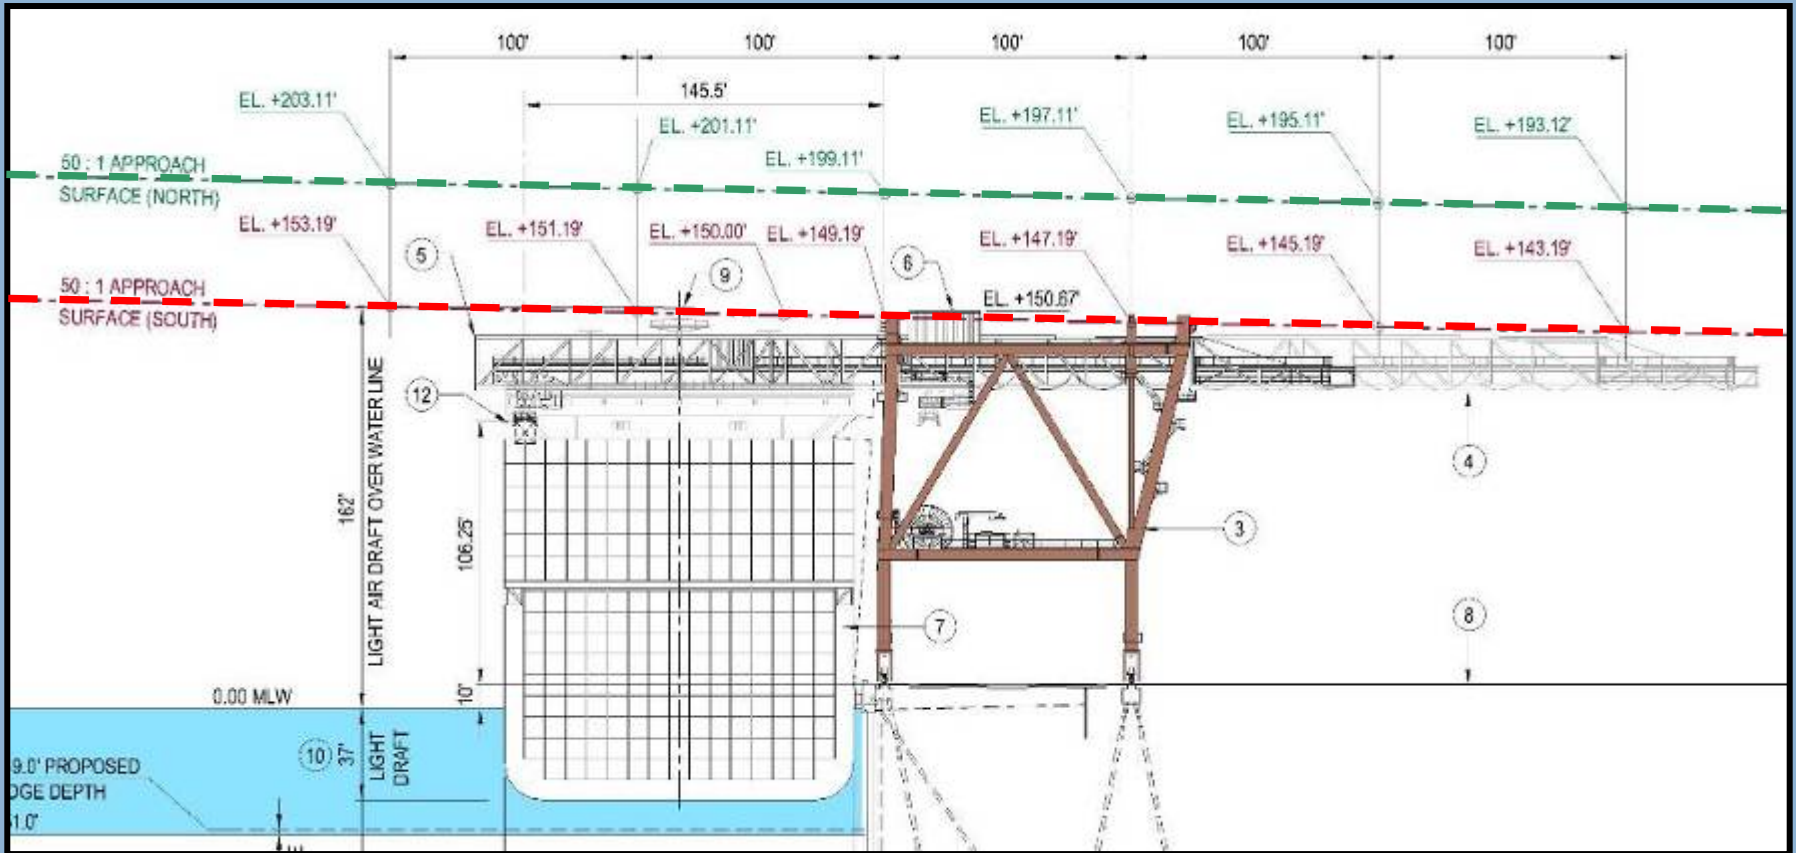 100'
100'
100'
100'
100'
145.5'
EL. +203.11'
EL. +201.11'
EL. +199.11'
EL. +197.11'
EL. +195.11'
EL. +193.12'
50 : 1 APPROACH
SURFACE (NORTH)
EL. +153.19'
EL. +151.19'
EL. +150.00'
EL. +149.19'
EL. +147.19'
EL. +145.19'
EL. +143.19'
5
9
6
50 : 1 APPROACH
SURFACE (SOUTH)
EL. +150.67'
12
4
162'
LIGHT AIR DRAFT OVER WATER LINE
106.25'
3
7
8
10'
0.00 MLW
10
37'
LIGHT
DRAFT
9.0' PROPOSED
DGE DEPTH
51.0'